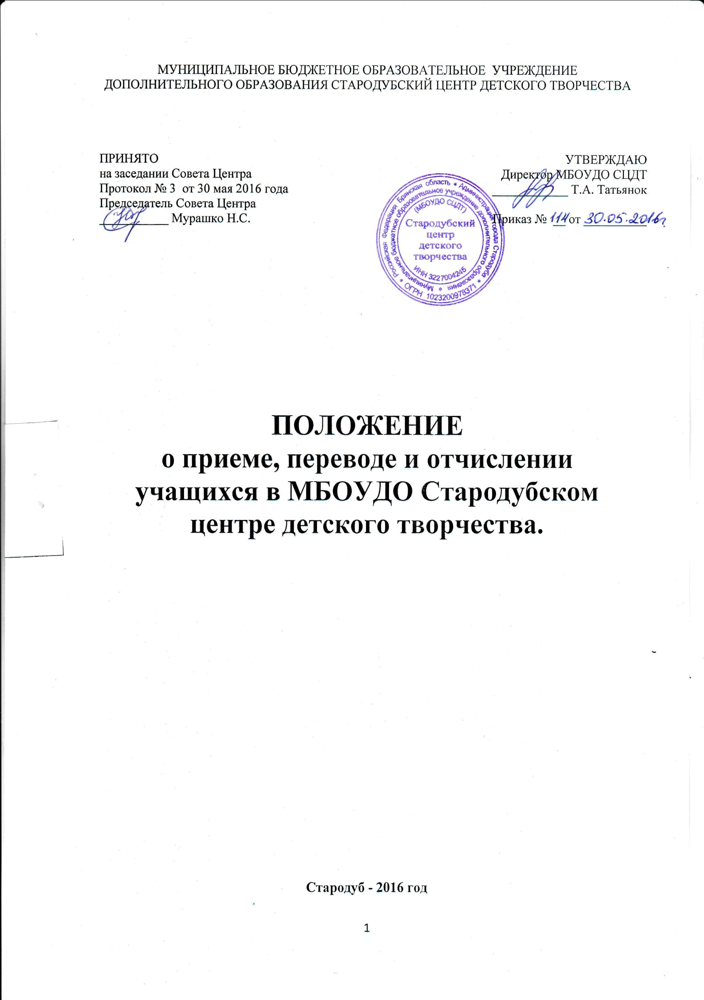 МУНИЦИПАЛЬНОЕ БЮДЖЕТНОЕ ОБРАЗОВАТЕЛЬНОЕ УЧРЕЖДЕНИЕ
ДОПОЛНИТЕЛЬНОГО ОБРАЗОВАНИЯ СТАРОДУБСКИЙ ЦЕНТР ДЕТСКОГО ТВОРЧЕСТВА
ПРИНЯТО
на заседании Совета Центра
Протокол № 3 от 30 мая 2016 года
Председатель Совета Центра
Мурашко Н.С.
УТВЕРЖДАЮ
Директор МБОУДО СЦДТ
Т.А. Татьянок
Приказ № 114 от 30.05.2016г
Российская Федерация Брянская область * Администрация города Стародуба * ОГРН 1023200978371 *
Муниципальное бюджетное образовательное учреждение дополнительного образования *
(МБОУДО СЦДТ)
Стародубский
центр
детского
творчества
ИНН 3227004245
ПОЛОЖЕНИЕ
о приеме, переводе и отчислении
учащихся в МБОУДО Стародубском
центре детского творчества.
Стародуб - 2016 год
1